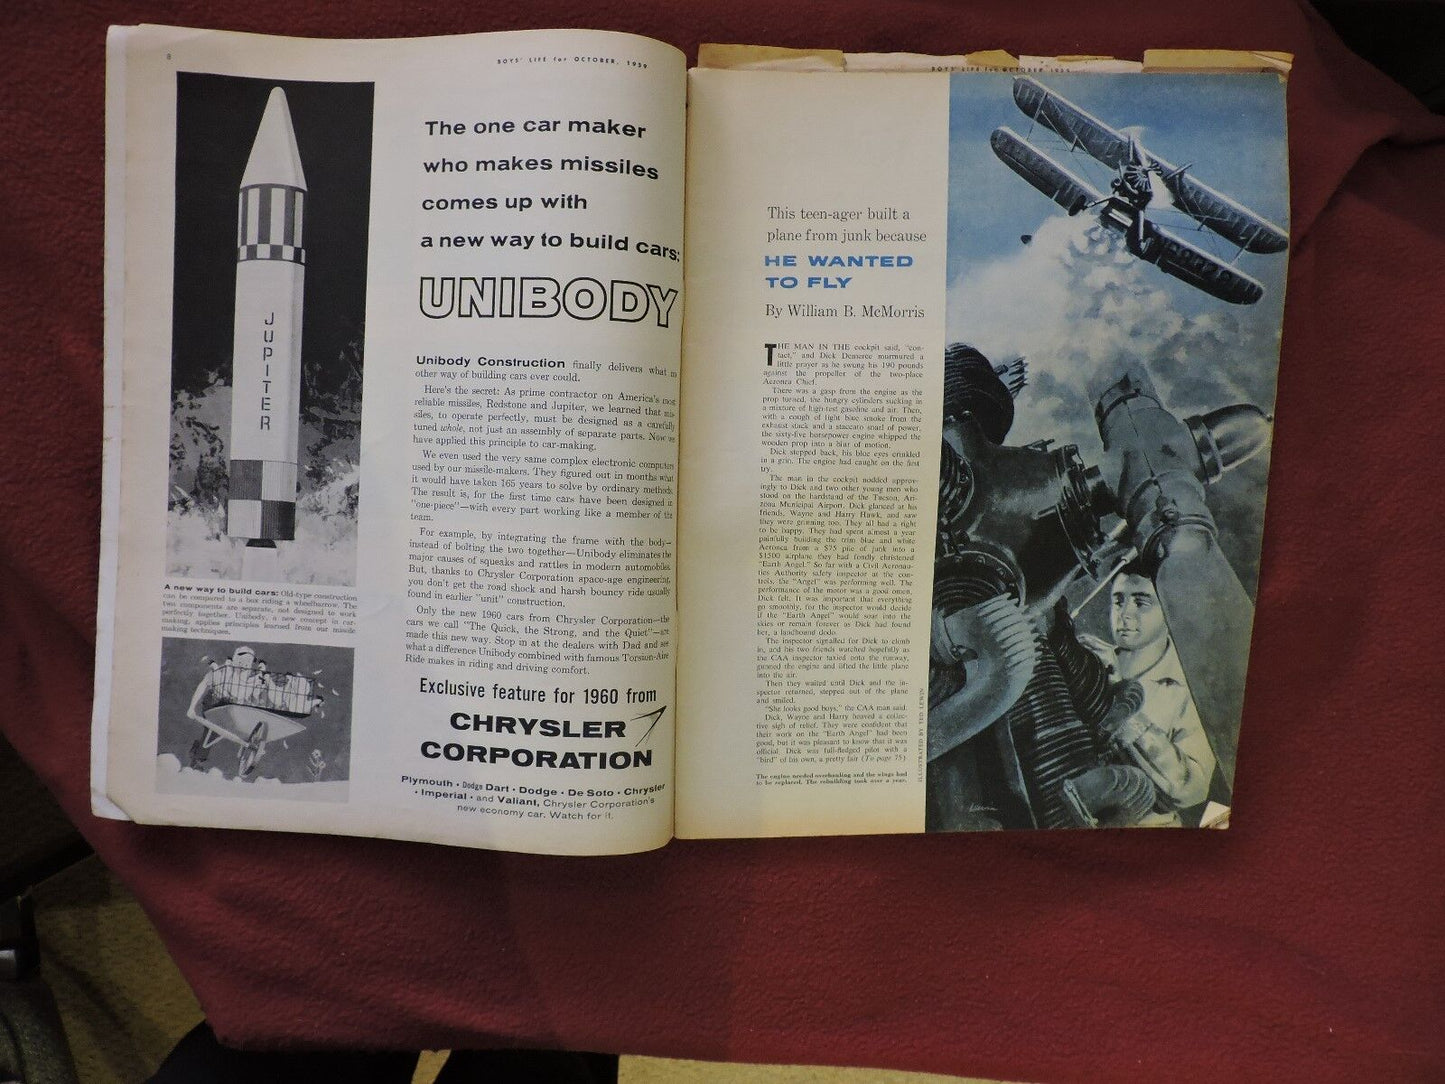 8
BOYS' LIFE for OCTOBER, 1959
JUPITER
A new way to build cars: Old-type construction
can be compared to a box riding a wheelbarrow. The
two components are separate, not designed to work
perfectly together. Unibody, a new concept in car-
making, applies principles learned from our missile
making techniques.
The one car maker
who makes missiles
comes up with
a new way to build cars:
UNIBODY
Unibody Construction finally delivers what no
other way of building cars ever could.
Here's the secret: As prime contractor on America's most
reliable missiles, Redstone and Jupiter, we learned that mis-
siles, to operate perfectly, must be designed as a carefully
tuned whole, not just an assembly of separate parts. Now we
have applied this principle to car-making.
We even used the very same complex electronic computers
used by our missile-makers. They figured out in months what
it would have taken 165 years to solve by ordinary methods.
The result is, for the first time cars have been designed in
"one-piece"—with every part working like a member of the
team.
For example, by integrating the frame with the body—
instead of bolting the two together—Unibody eliminates the
major causes of squeaks and rattles in modern automobiles.
But, thanks to Chrysler Corporation space-age engineering,
you don't get the road shock and harsh bouncy ride usually
found in earlier "unit" construction.
Only the new 1960 cars from Chrysler Corporation—the
cars we call "The Quick, the Strong, and the Quiet"—are
made this new way. Stop in at the dealers with Dad and see
what a difference Unibody combined with famous Torsion-Aire
Ride makes in riding and driving comfort.
Exclusive feature for 1960 from
CHRYSLER
CORPORATION
Plymouth • Dodge Dart • Dodge • De Soto • Chrysler
• Imperial • and Valiant, Chrysler Corporation's
new economy car. Watch for it.
BOYS' LIFE for OCTOBER, 1959
This teen-ager built a
plane from junk because
HE WANTED
TO FLY
By William B. McMorris
THE MAN IN THE cockpit said, "con-
tact," and Dick Demeree murmured a
little prayer as he swung his 190 pounds
against the propeller of the two-place
Aeronca Chief.
There was a gasp from the engine as the
prop turned, the hungry cylinders sucking in
a mixture of high-test gasoline and air. Then,
with a cough of light blue smoke from the
exhaust stack and a staccato snarl of power,
the sixty-five horsepower engine whipped the
wooden prop into a blur of motion.
Dick stepped back, his blue eyes crinkled
in a grin. The engine had caught on the first
try.
The man in the cockpit nodded approv-
ingly to Dick and two other young men who
stood on the hardstand of the Tucson, Ari-
zona Municipal Airport. Dick glanced at his
friends, Wayne and Harry Hawk, and saw
they were grinning too. They all had a right
to be happy. They had spent almost a year
painfully building the trim blue and white
Aeronca from a $75 pile of junk into a
$1500 airplane they had fondly christened
"Earth Angel." So far with a Civil Aeronau-
tics Authority safety inspector at the con-
trols, the "Angel" was performing well. The
performance of the motor was a good omen,
Dick felt. It was important that everything
go smoothly, for the inspector would decide
if the "Earth Angel" would soar into the
skies or remain forever as Dick had found
her, a landbound dodo.
The inspector signalled for Dick to climb
in, and his two friends watched hopefully as
the CAA inspector taxied onto the runway,
gunned the engine and lifted the little plane
into the air.
Then they waited until Dick and the in-
spector returned, stepped out of the plane
and smiled.
"She looks good boys," the CAA man said.
Dick, Wayne and Harry heaved a collec-
tive sigh of relief. They were confident that
their work on the "Earth Angel" had been
good, but it was pleasant to know that it was
official. Dick was full-fledged pilot with a
"bird" of his own, a pretty fair (To page 75)
The engine needed overhauling and the wings had
to be replaced. The rebuilding took over a year.
ILLUSTRATED BY TED LEWIN
Lewin